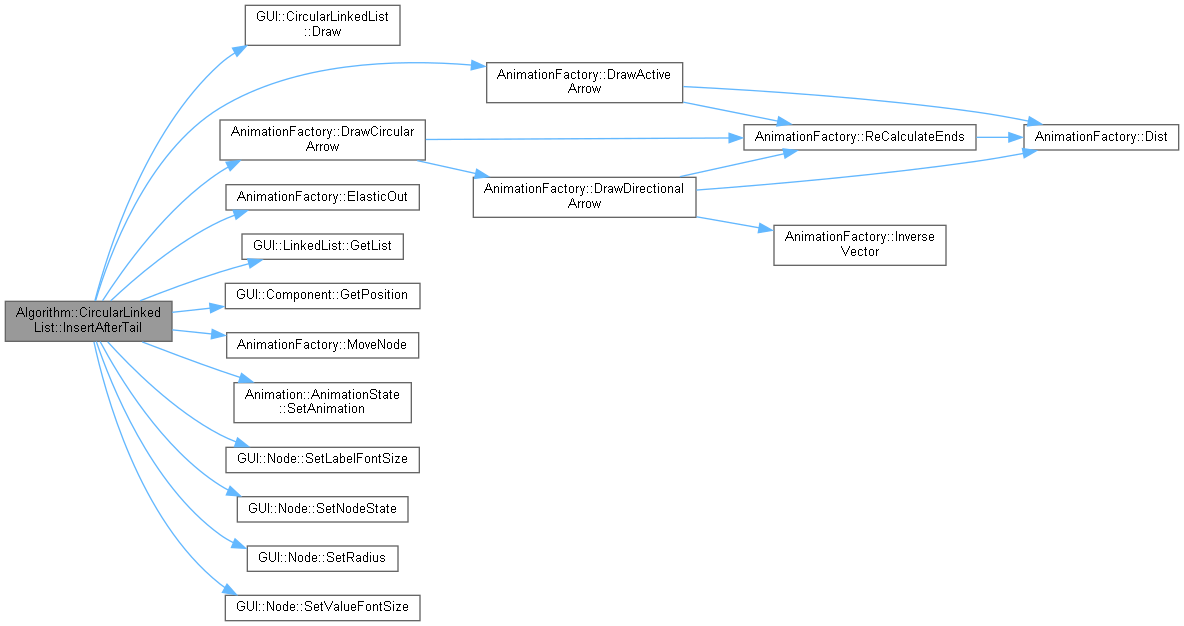 GUI::CircularLinkedList
::Draw
AnimationFactory::DrawActive
Arrow
AnimationFactory::DrawCircular
Arrow
AnimationFactory::ReCalculateEnds
AnimationFactory::Dist
AnimationFactory::DrawDirectional
Arrow
AnimationFactory::ElasticOut
AnimationFactory::Inverse
Vector
GUI::LinkedList::GetList
GUI::Component::GetPosition
Algorithm::CircularLinked
List::InsertAfterTail
AnimationFactory::MoveNode
Animation::AnimationState
::SetAnimation
GUI::Node::SetLabelFontSize
GUI::Node::SetNodeState
GUI::Node::SetRadius
GUI::Node::SetValueFontSize